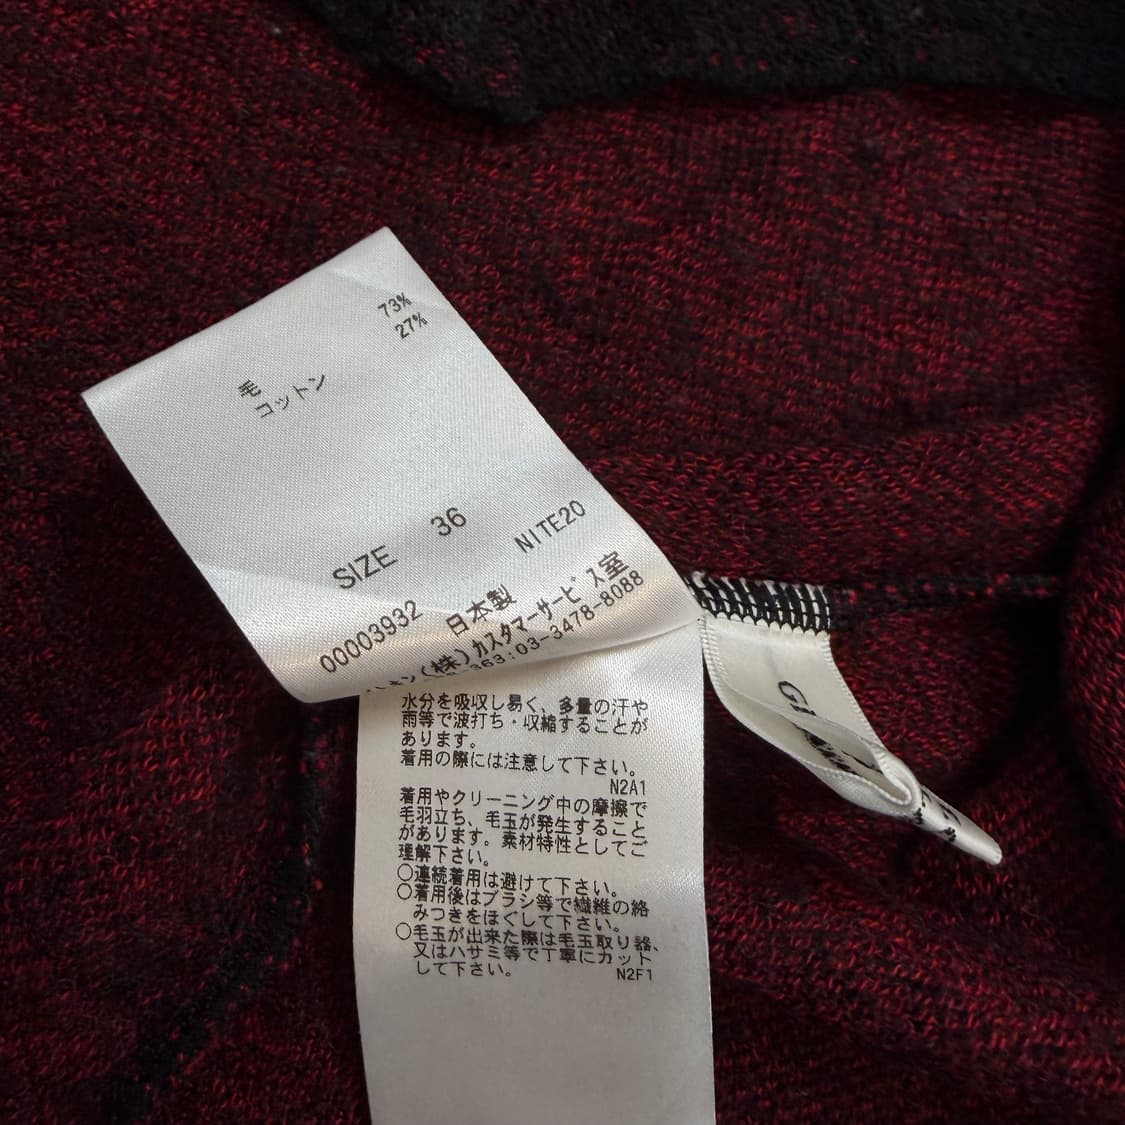 毛 73%
コットン 27%
SIZE 36
NITE20
00003932 日本製
(株)カスタマーサービス室
363:03-3478-8088
水分を吸収し易く、多量の汗や
雨等で波打ち・収縮することが
あります。
着用の際には注意して下さい。
N2A1
着用やクリーニング中の摩擦で
毛羽立ち、毛玉が発生すること
があります。素材特性としてご
理解下さい。
○連続着用は避けて下さい。
○着用後はブラシ等で繊維の絡
みつきをほぐして下さい。
○毛玉が出来た際は毛玉取り器、
又はハサミ等で丁寧にカット
して下さい。
N2F1